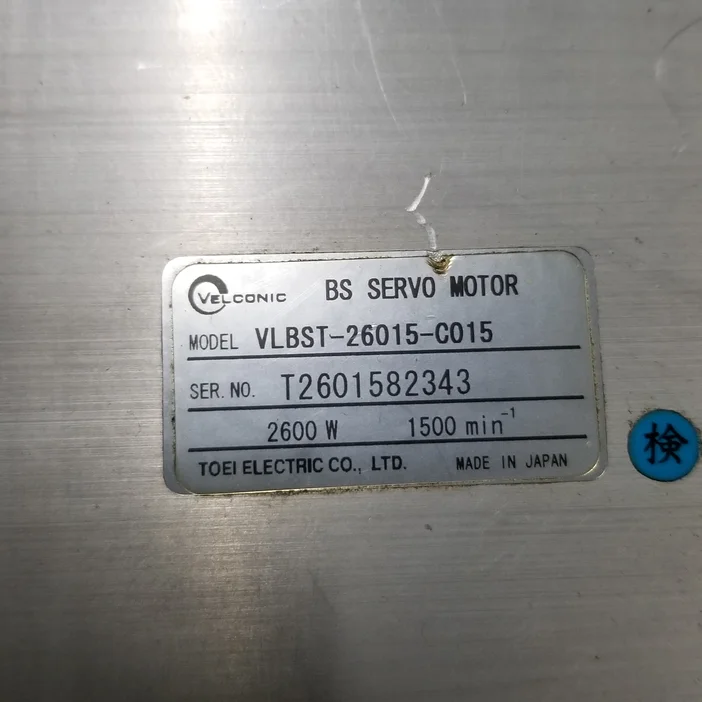 VELCONIC BS SERVO MOTOR
MODEL VLBST-26015-C015
SER. NO. T2601582343
2600 W 1500 min⁻¹
TOEI ELECTRIC CO., LTD. MADE IN JAPAN
検